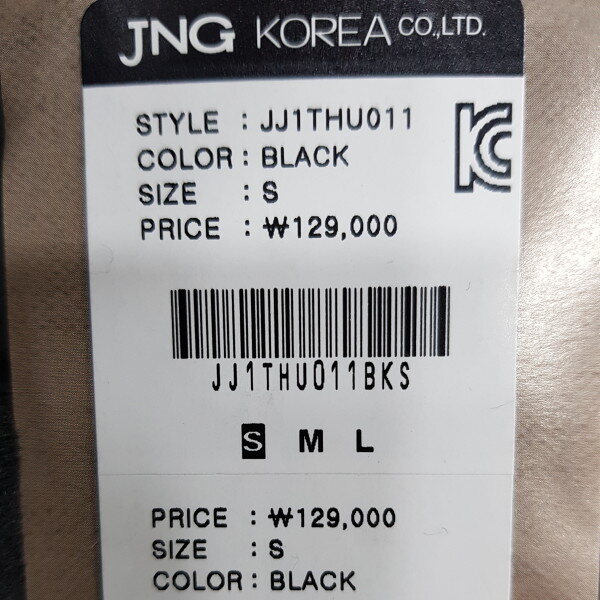 JNG KOREA CO.,LTD.
STYLE : JJ1THU011
COLOR : BLACK
SIZE : S
PRICE : ₩129,000
JJ1THU011BKS
S M L
PRICE : ₩129,000
SIZE : S
COLOR : BLACK